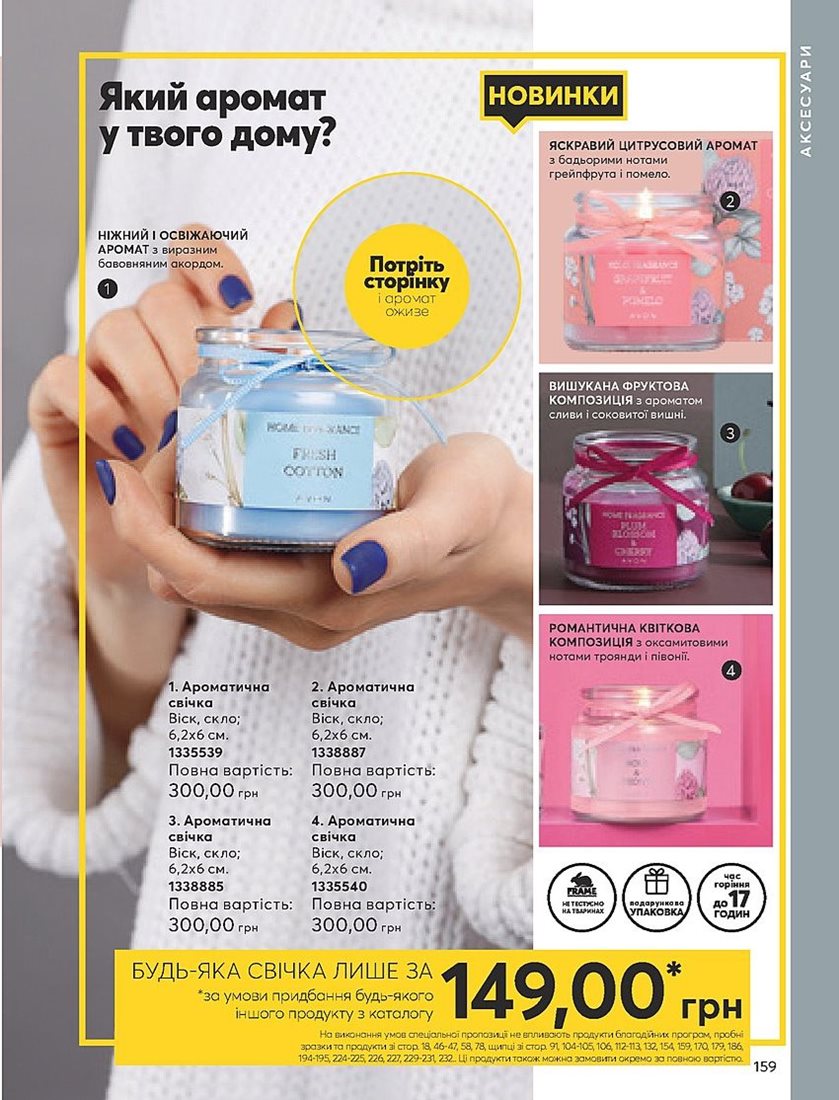 АКСЕСУАРИ
Який аромат
у твого дому?
НОВИНКИ
НІЖНИЙ І ОСВІЖАЮЧИЙ
АРОМАТ з виразним
бавовняним акордом.
1
Потріть
сторінку
і аромат
оживе
HOME FRAGRANCE
FRESH
COTTON
AVON
ЯСКРАВИЙ ЦИТРУСОВИЙ АРОМАТ
з бадьорими нотами
грейпфрута і помело.
2
HOME FRAGRANCE
GRAPEFRUIT
&
POMELO
AVON
ВИШУКАНА ФРУКТОВА
КОМПОЗИЦІЯ з ароматом
сливи і соковитої вишні.
3
HOME FRAGRANCE
PLUM
BLOSSOM
&
CHERRY
AVON
РОМАНТИЧНА КВІТКОВА
КОМПОЗИЦІЯ з оксамитовими
нотами троянди і півонії.
4
1. Ароматична
свічка
Віск, скло;
6,2х6 см.
1335539
Повна вартість:
300,00 грн
2. Ароматична
свічка
Віск, скло;
6,2х6 см.
1338887
Повна вартість:
300,00 грн
3. Ароматична
свічка
Віск, скло;
6,2х6 см.
1338885
Повна вартість:
300,00 грн
4. Ароматична
свічка
Віск, скло;
6,2х6 см.
1335540
Повна вартість:
300,00 грн
FRAME
НЕ ТЕСТУЄМО
НА ТВАРИНАХ
подарункова
УПАКОВКА
час
горіння
до 17
ГОДИН
БУДЬ-ЯКА СВІЧКА ЛИШЕ ЗА
149,00* грн
*за умови придбання будь-якого
іншого продукту з каталогу
На виконання умов спеціальної пропозиції не впливають продукти благодійних програм, пробні
зразки та продукти зі стор. 18, 46-47, 58, 78, щипці зі стор. 91, 104-105, 106, 112-113, 132, 154, 159, 170, 179, 186,
194-195, 224-225, 226, 227, 229-231, 232.. Ці продукти також можна замовити окремо за повною вартістю.
159